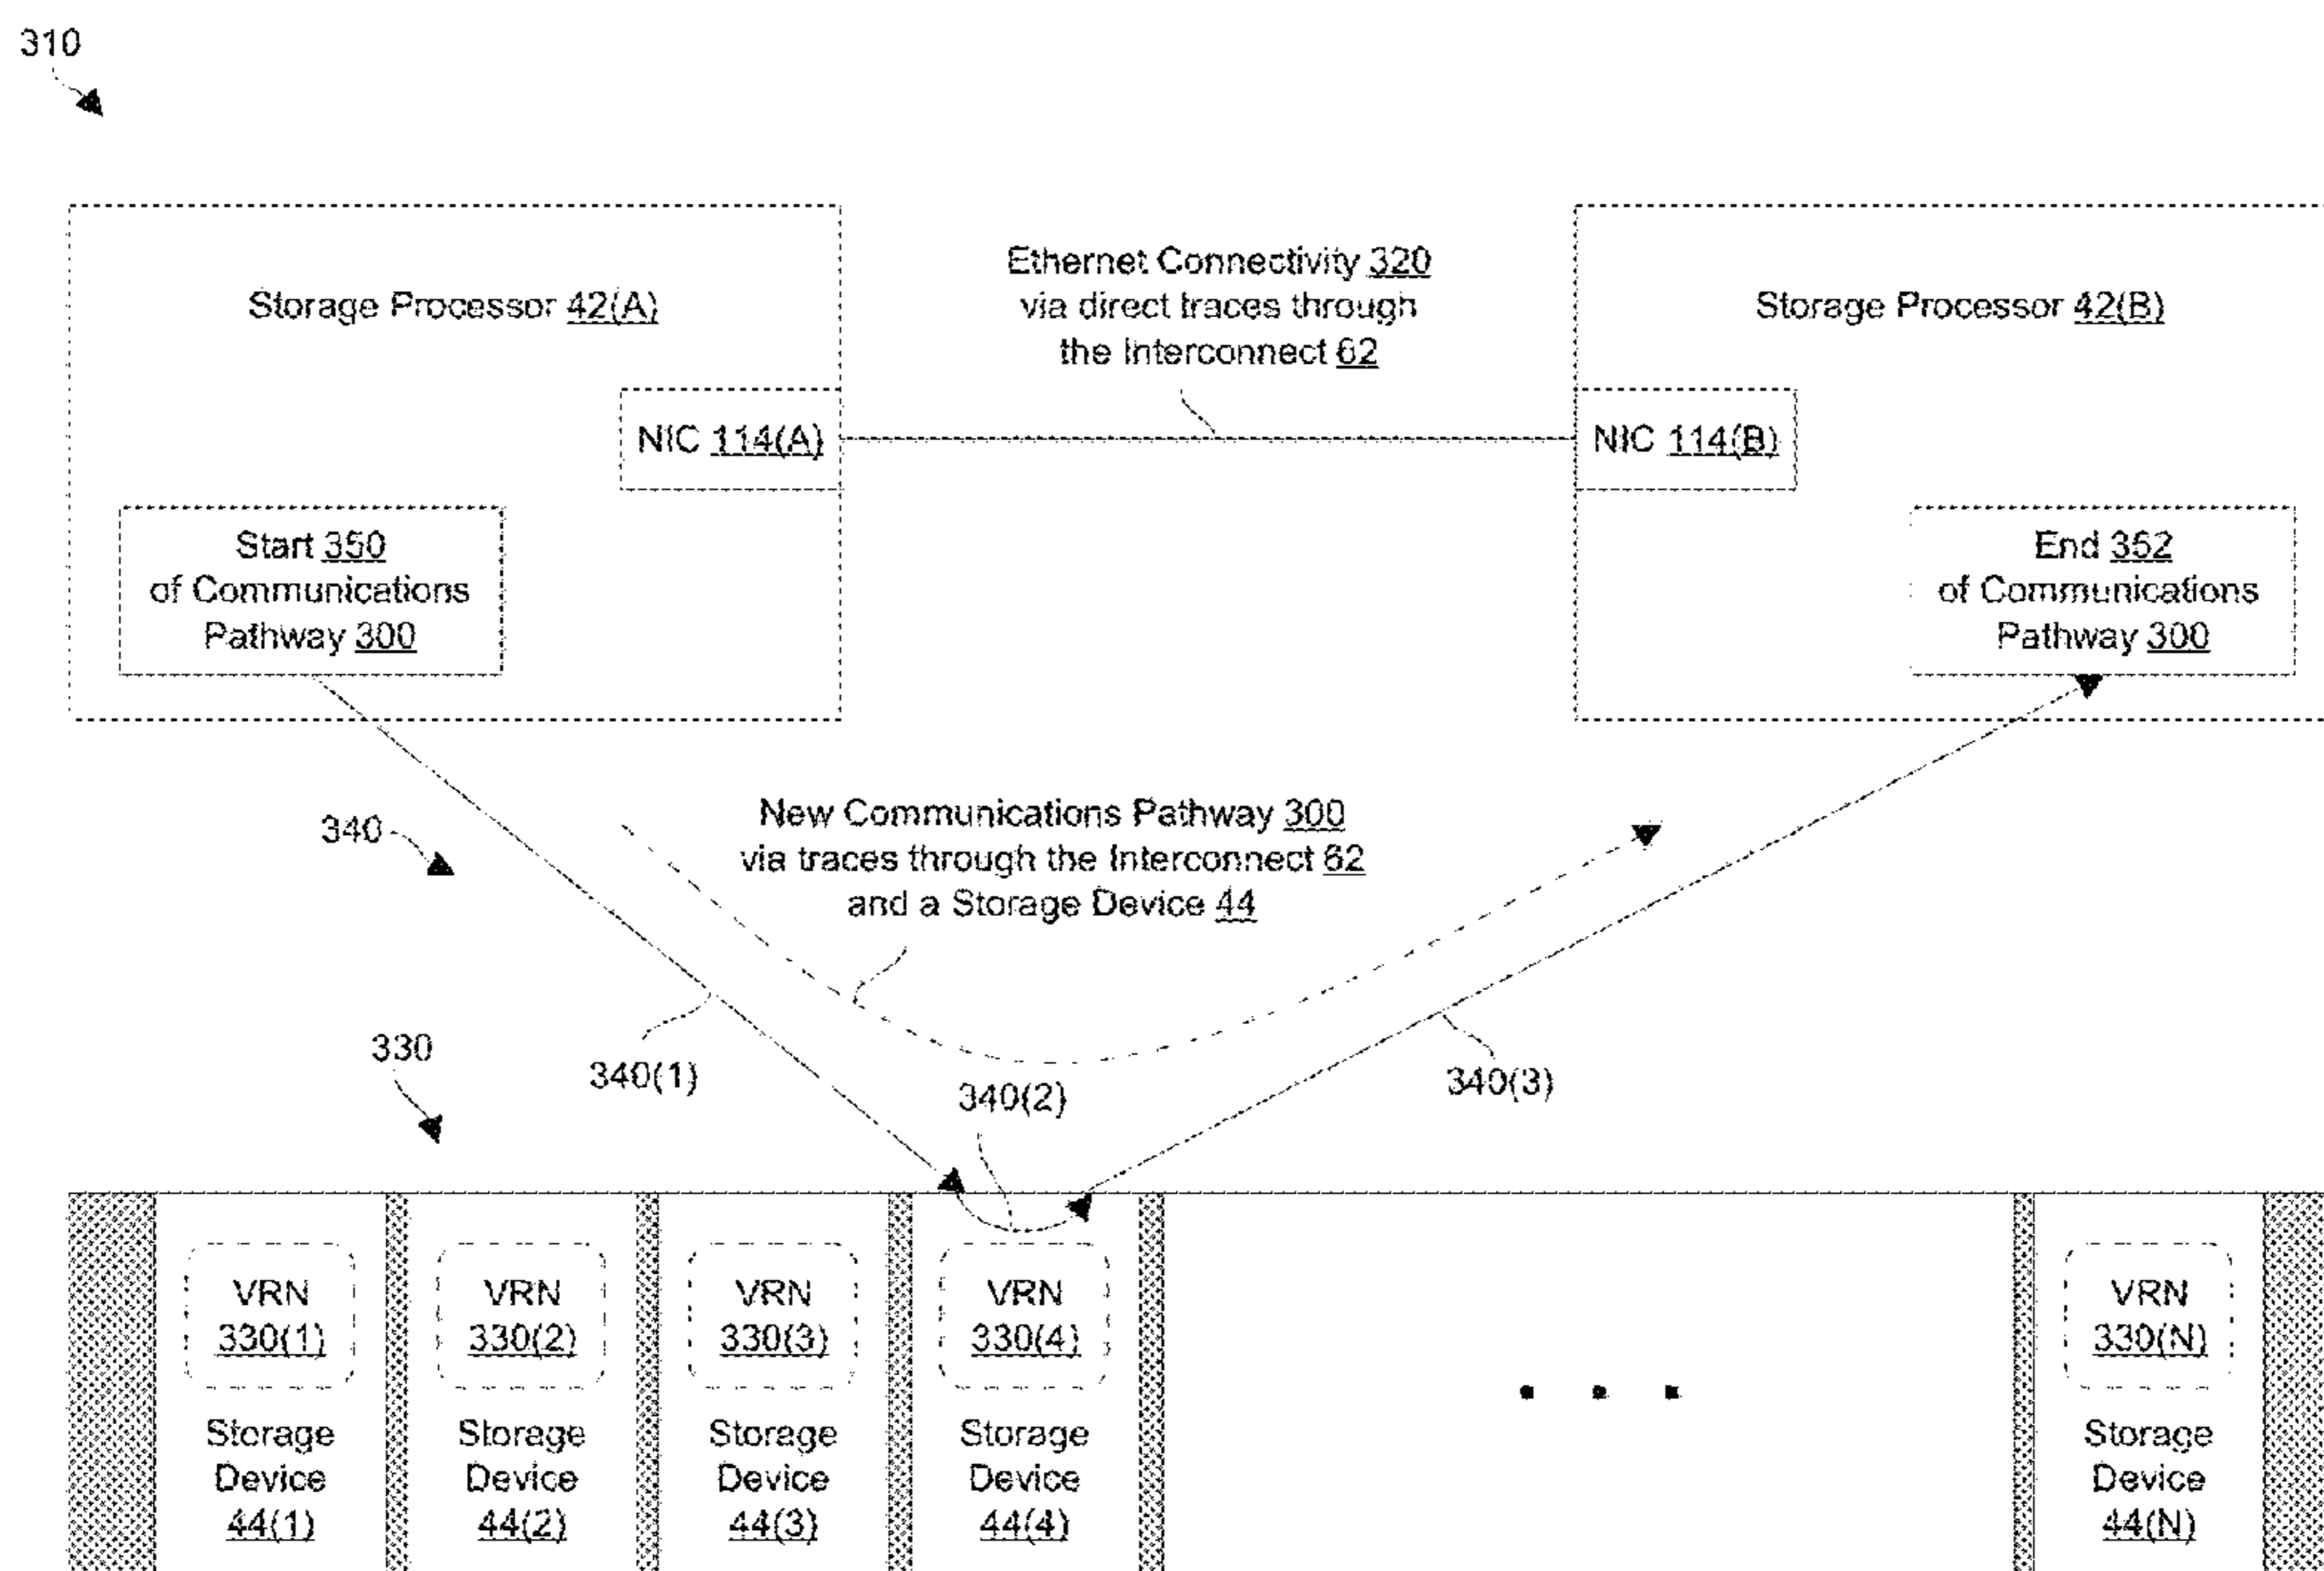 310
Storage Processor 42(A)
Ethernet Connectivity 320
via direct traces through
the Interconnect 62
Storage Processor 42(B)
NIC 114(A)
NIC 114(B)
Start 350
of Communications
Pathway 300
End 352
of Communications
Pathway 300
340
New Communications Pathway 300
via traces through the Interconnect 62
and a Storage Device 44
330
340(1)
340(2)
340(3)
VRN
330(1)
Storage
Device
44(1)
VRN
330(2)
Storage
Device
44(2)
VRN
330(3)
Storage
Device
44(3)
VRN
330(4)
Storage
Device
44(4)
. . .
VRN
330(N)
Storage
Device
44(N)